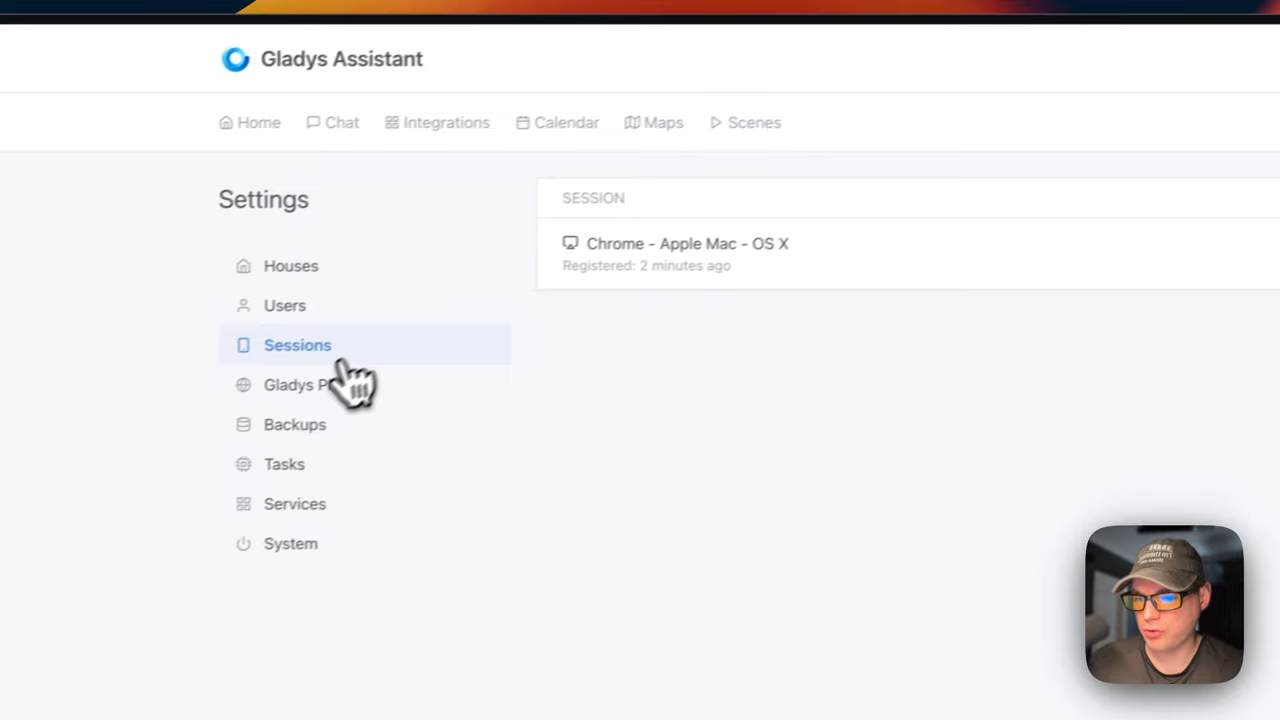 Gladys Assistant
Home Chat Integrations Calendar Maps Scenes
Settings
Houses
Users
Sessions
Gladys P
Backups
Tasks
Services
System
SESSION
Chrome - Apple Mac - OS X
Registered: 2 minutes ago